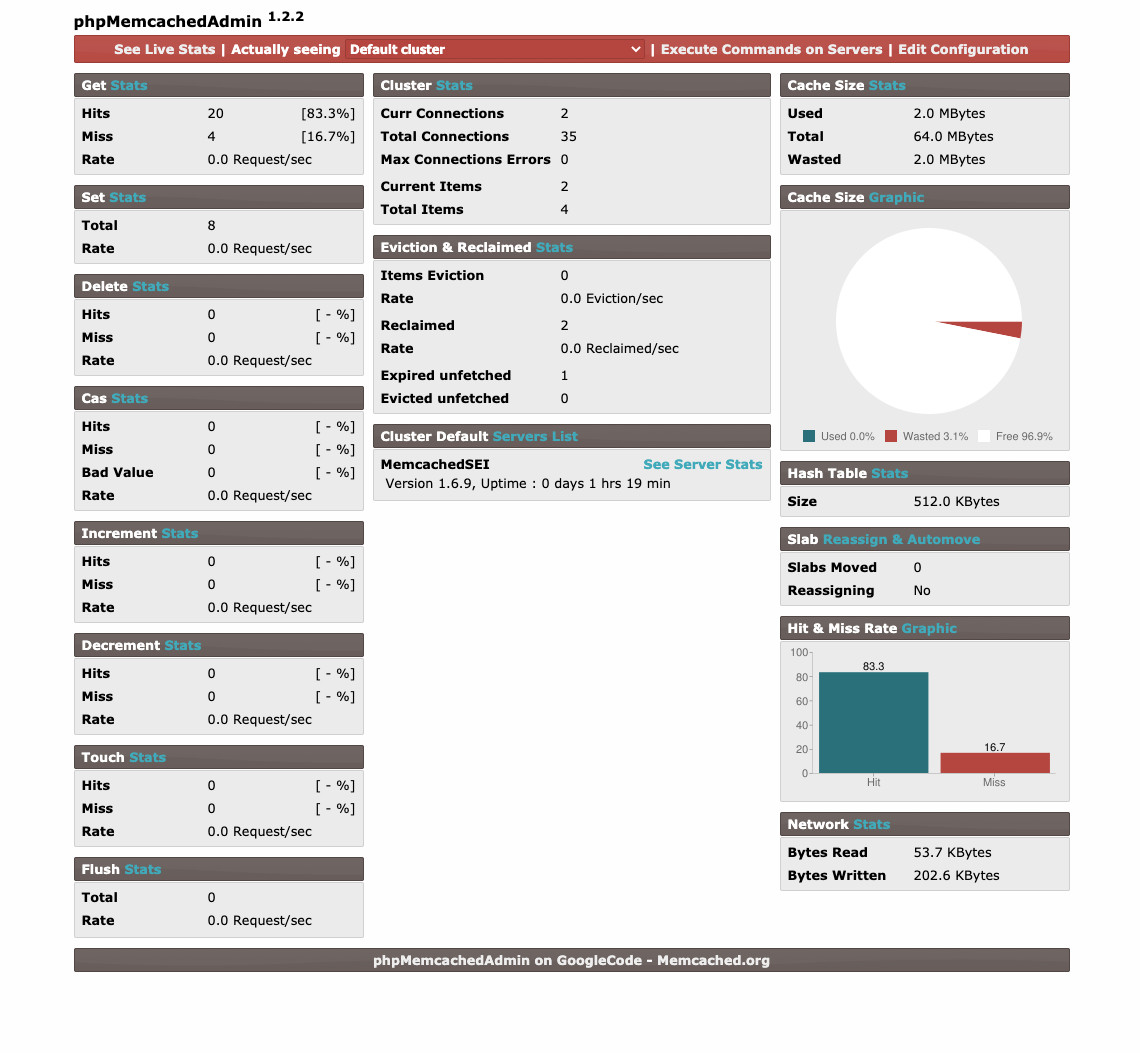 phpMemcachedAdmin 1.2.2
See Live Stats | Actually seeing Default cluster | Execute Commands on Servers | Edit Configuration
Get Stats
Hits 20 [83.3%]
Miss 4 [16.7%]
Rate 0.0 Request/sec
Set Stats
Total 8
Rate 0.0 Request/sec
Delete Stats
Hits 0 [ - %]
Miss 0 [ - %]
Rate 0.0 Request/sec
Cas Stats
Hits 0 [ - %]
Miss 0 [ - %]
Bad Value 0 [ - %]
Rate 0.0 Request/sec
Increment Stats
Hits 0 [ - %]
Miss 0 [ - %]
Rate 0.0 Request/sec
Decrement Stats
Hits 0 [ - %]
Miss 0 [ - %]
Rate 0.0 Request/sec
Touch Stats
Hits 0 [ - %]
Miss 0 [ - %]
Rate 0.0 Request/sec
Flush Stats
Total 0
Rate 0.0 Request/sec
Cluster Stats
Curr Connections 2
Total Connections 35
Max Connections Errors 0
Current Items 2
Total Items 4
Eviction & Reclaimed Stats
Items Eviction 0
Rate 0.0 Eviction/sec
Reclaimed 2
Rate 0.0 Reclaimed/sec
Expired unfetched 1
Evicted unfetched 0
Cluster Default Servers List
MemcachedSEI See Server Stats
Version 1.6.9, Uptime : 0 days 1 hrs 19 min
Cache Size Stats
Used 2.0 MBytes
Total 64.0 MBytes
Wasted 2.0 MBytes
Cache Size Graphic
Used 0.0% Wasted 3.1% Free 96.9%
Hash Table Stats
Size 512.0 KBytes
Slab Reassign & Automove
Slabs Moved 0
Reassigning No
Hit & Miss Rate Graphic
100
83.3
80
60
40
16.7
20
0
Hit Miss
Network Stats
Bytes Read 53.7 KBytes
Bytes Written 202.6 KBytes
phpMemcachedAdmin on GoogleCode - Memcached.org